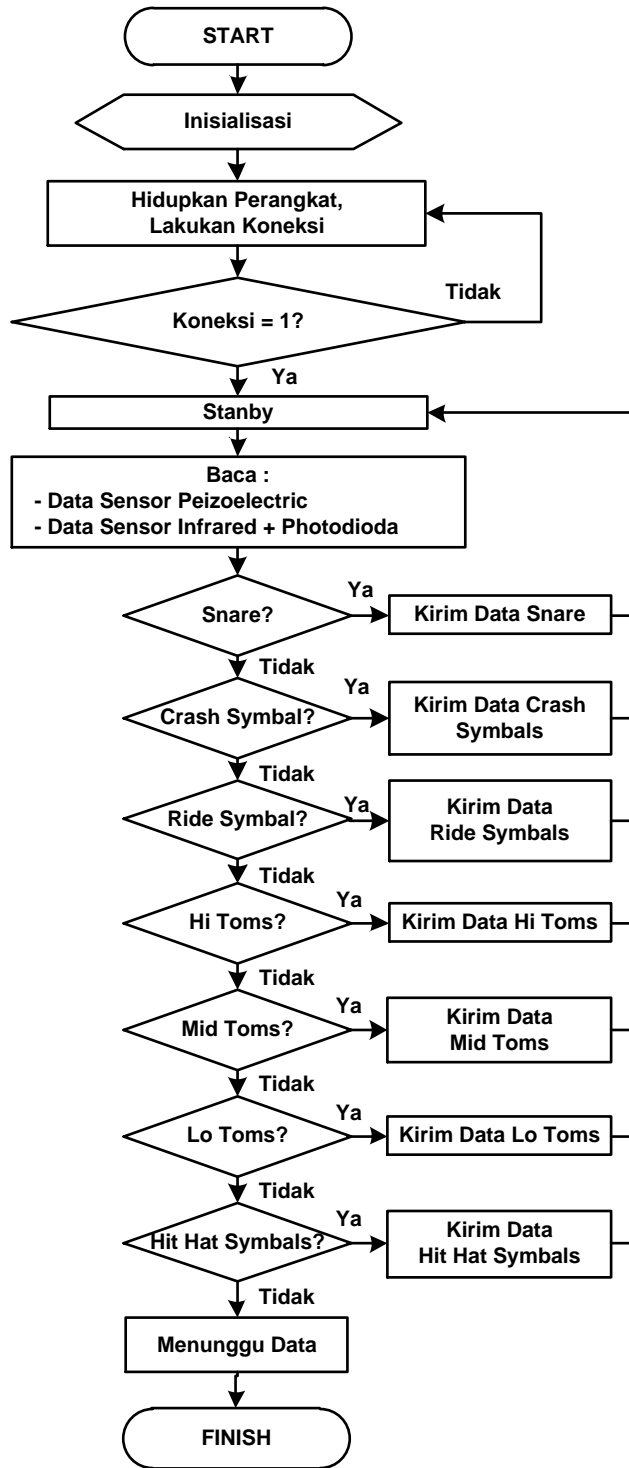 START
Inisialisasi
Hidupkan Perangkat,
Lakukan Koneksi
Tidak
Koneksi = 1?
Ya
Stanby
Baca :
- Data Sensor Peizoelectric
- Data Sensor Infrared + Photodioda
Ya
Snare?
Kirim Data Snare
Tidak
Ya
Crash Symbal?
Kirim Data Crash
Symbals
Tidak
Ya
Ride Symbal?
Kirim Data
Ride Symbals
Tidak
Ya
Hi Toms?
Kirim Data Hi Toms
Tidak
Ya
Mid Toms?
Kirim Data
Mid Toms
Tidak
Ya
Lo Toms?
Kirim Data Lo Toms
Tidak
Ya
Hit Hat Symbals?
Kirim Data
Hit Hat Symbals
Tidak
Menunggu Data
FINISH